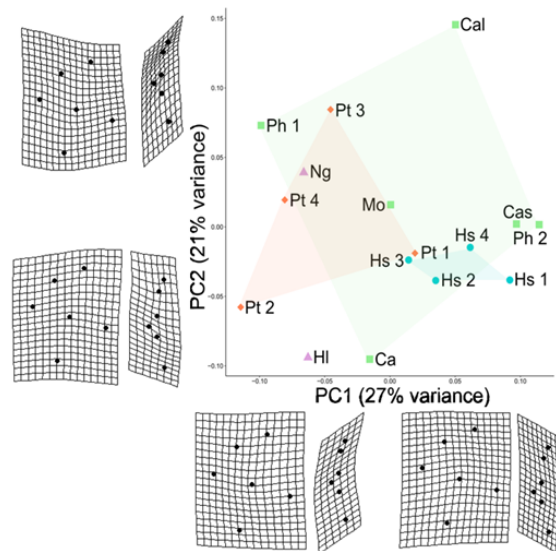 0.15
Cal
0.10
Pt 3
Ph 1
0.05
Ng
Pt 4
Mo
Cas
0.00
Ph 2
Hs 4
Pt 1
Hs 3
Hs 2
Hs 1
-0.05
Pt 2
Hl
Ca
-0.10
PC2 (21% variance)
-0.10
-0.05
0.00
0.05
0.10
PC1 (27% variance)